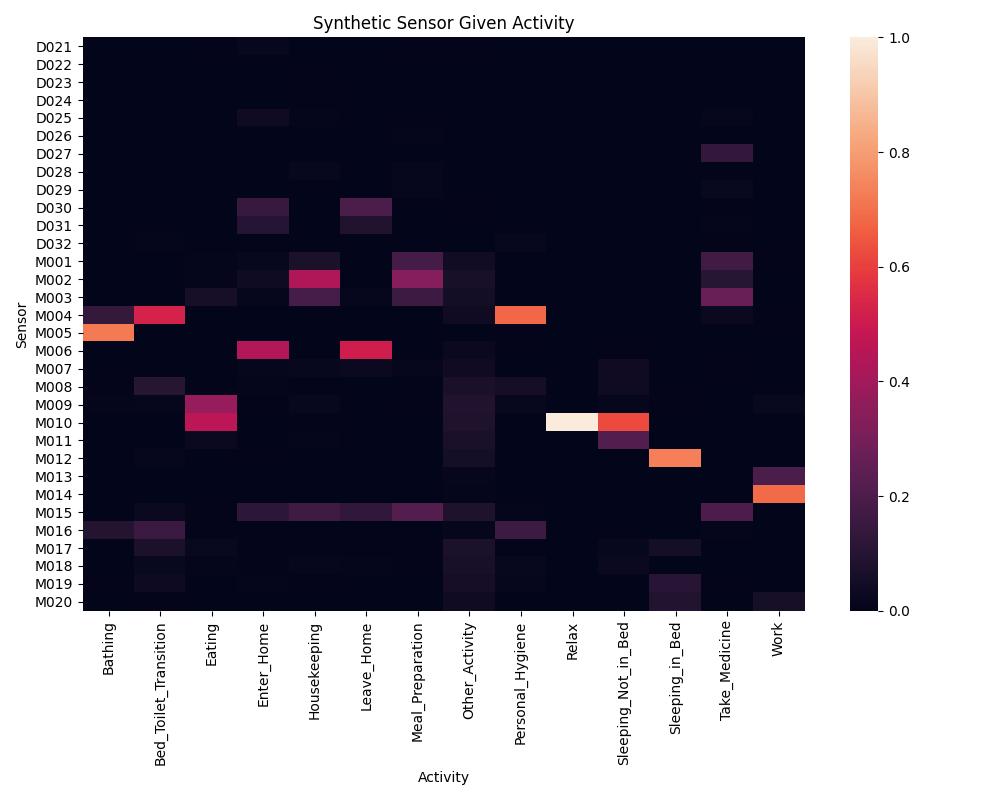 Synthetic Sensor Given Activity
Sensor
D021
D022
D023
D024
D025
D026
D027
D028
D029
D030
D031
D032
M001
M002
M003
M004
M005
M006
M007
M008
M009
M010
M011
M012
M013
M014
M015
M016
M017
M018
M019
M020
Bathing
Bed_Toilet_Transition
Eating
Enter_Home
Housekeeping
Leave_Home
Meal_Preparation
Other_Activity
Personal_Hygiene
Relax
Sleeping_Not_in_Bed
Sleeping_in_Bed
Take_Medicine
Work
Activity
1.0
0.8
0.6
0.4
0.2
0.0